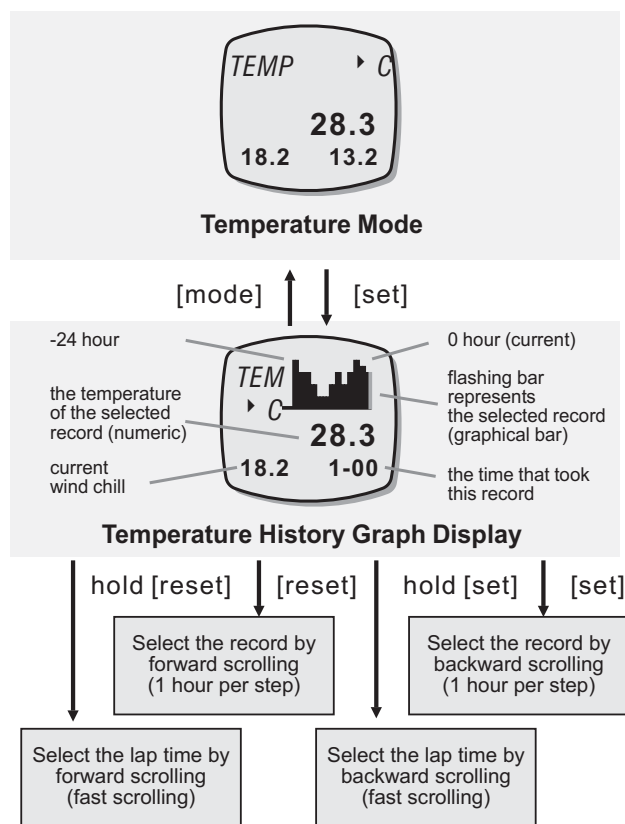 TEMP C
28.3
18.2 13.2
Temperature Mode
[mode] [set]
-24 hour
0 hour (current)
TEM
C
the temperature
of the selected
record (numeric)
flashing bar
represents
the selected record
(graphical bar)
28.3
current
wind chill
18.2 1-00
the time that took
this record
Temperature History Graph Display
hold [reset] [reset] hold [set] [set]
Select the record by
forward scrolling
(1 hour per step)
Select the record by
backward scrolling
(1 hour per step)
Select the lap time by
forward scrolling
(fast scrolling)
Select the lap time by
backward scrolling
(fast scrolling)